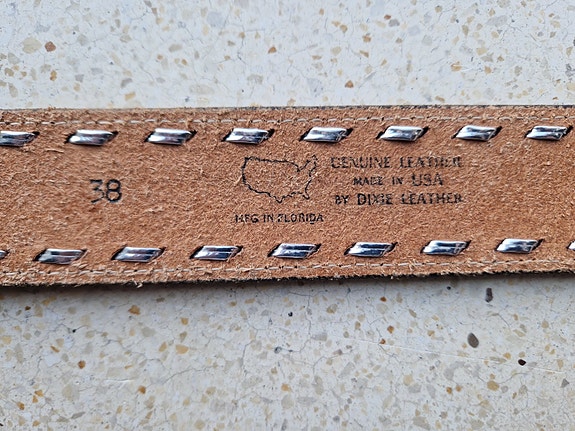 38
GENUINE LEATHER
MADE IN USA
BY DIXIE LEATHER
MFG IN FLORIDA